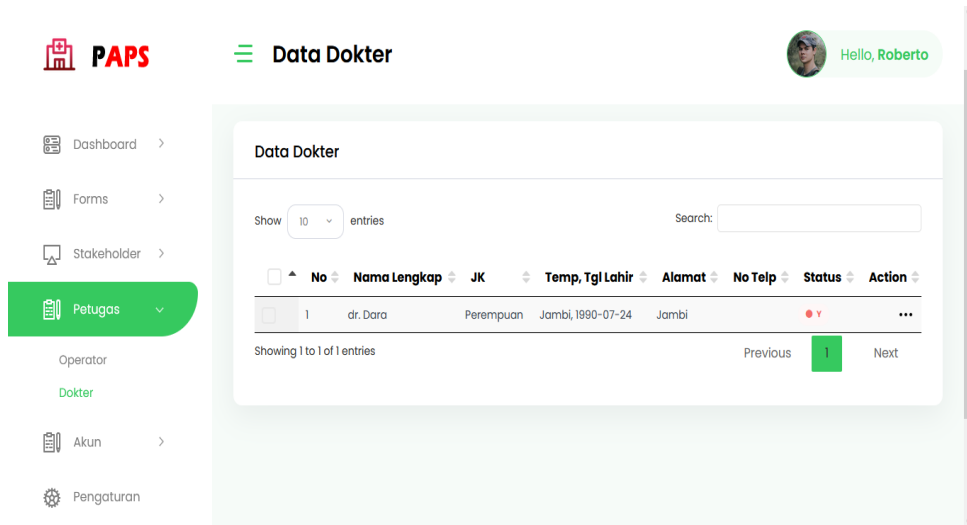 PAPS
Data Dokter
Hello, Roberto
Dashboard
Forms
Stakeholder
Petugas
Operator
Dokter
Akun
Pengaturan
Data Dokter
Show 10 entries
Search:
No Nama Lengkap JK Temp, Tgl Lahir Alamat No Telp Status Action
1 dr. Dara Perempuan Jambi, 1990-07-24 Jambi Y
Showing 1 to 1 of 1 entries
Previous 1 Next